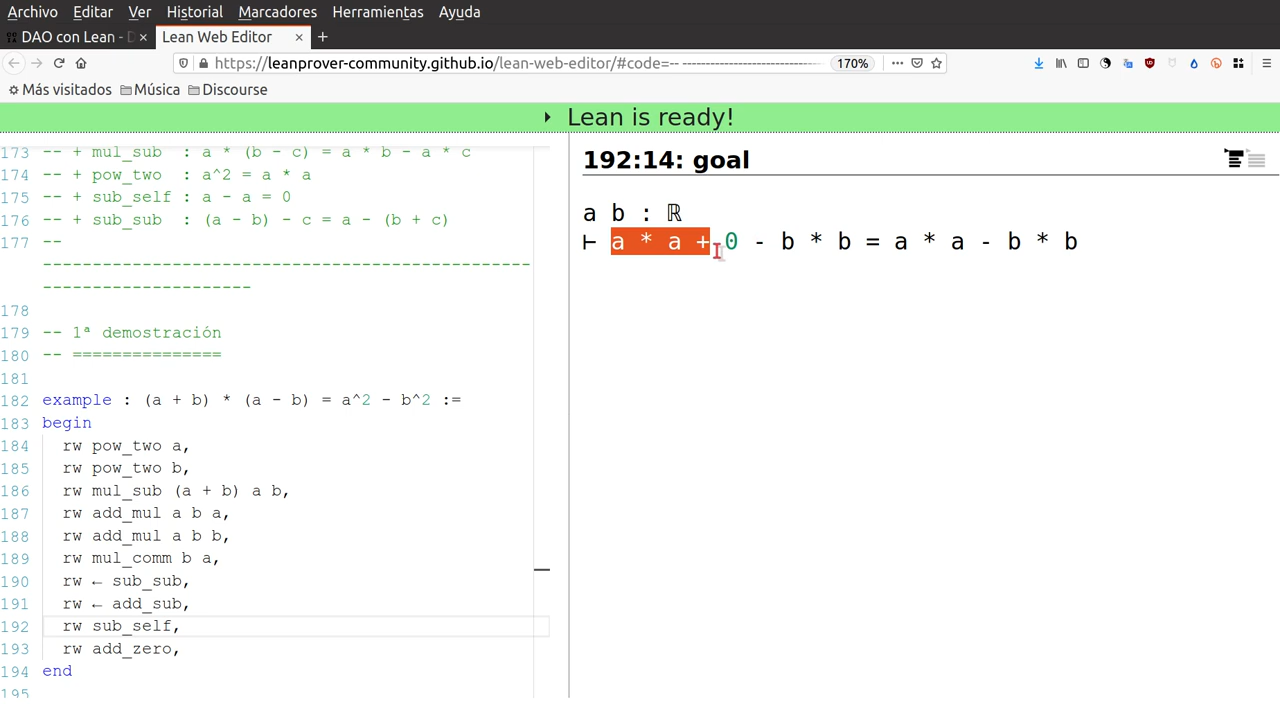 Archivo Editar Ver Historial Marcadores Herramientas Ayuda
DAO con Lean - D × Lean Web Editor × +
https://leanprover-community.github.io/lean-web-editor/#code=-- -------------------------------- 170% ...
Más visitados Música Discourse
Lean is ready!
173 -- + mul_sub : a * (b - c) = a * b - a * c
174 -- + pow_two : a^2 = a * a
175 -- + sub_self : a - a = 0
176 -- + sub_sub : (a - b) - c = a - (b + c)
177 --
-----------------------------------------------
--------------------
178
179 -- 1ª demostración
180 -- ===============
181
182 example : (a + b) * (a - b) = a^2 - b^2 :=
183 begin
184 rw pow_two a,
185 rw pow_two b,
186 rw mul_sub (a + b) a b,
187 rw add_mul a b a,
188 rw add_mul a b b,
189 rw mul_comm b a,
190 rw ← sub_sub,
191 rw ← add_sub,
192 rw sub_self,
193 rw add_zero,
194 end
195
192:14: goal
a b : ℝ
⊢ a * a + 0 - b * b = a * a - b * b